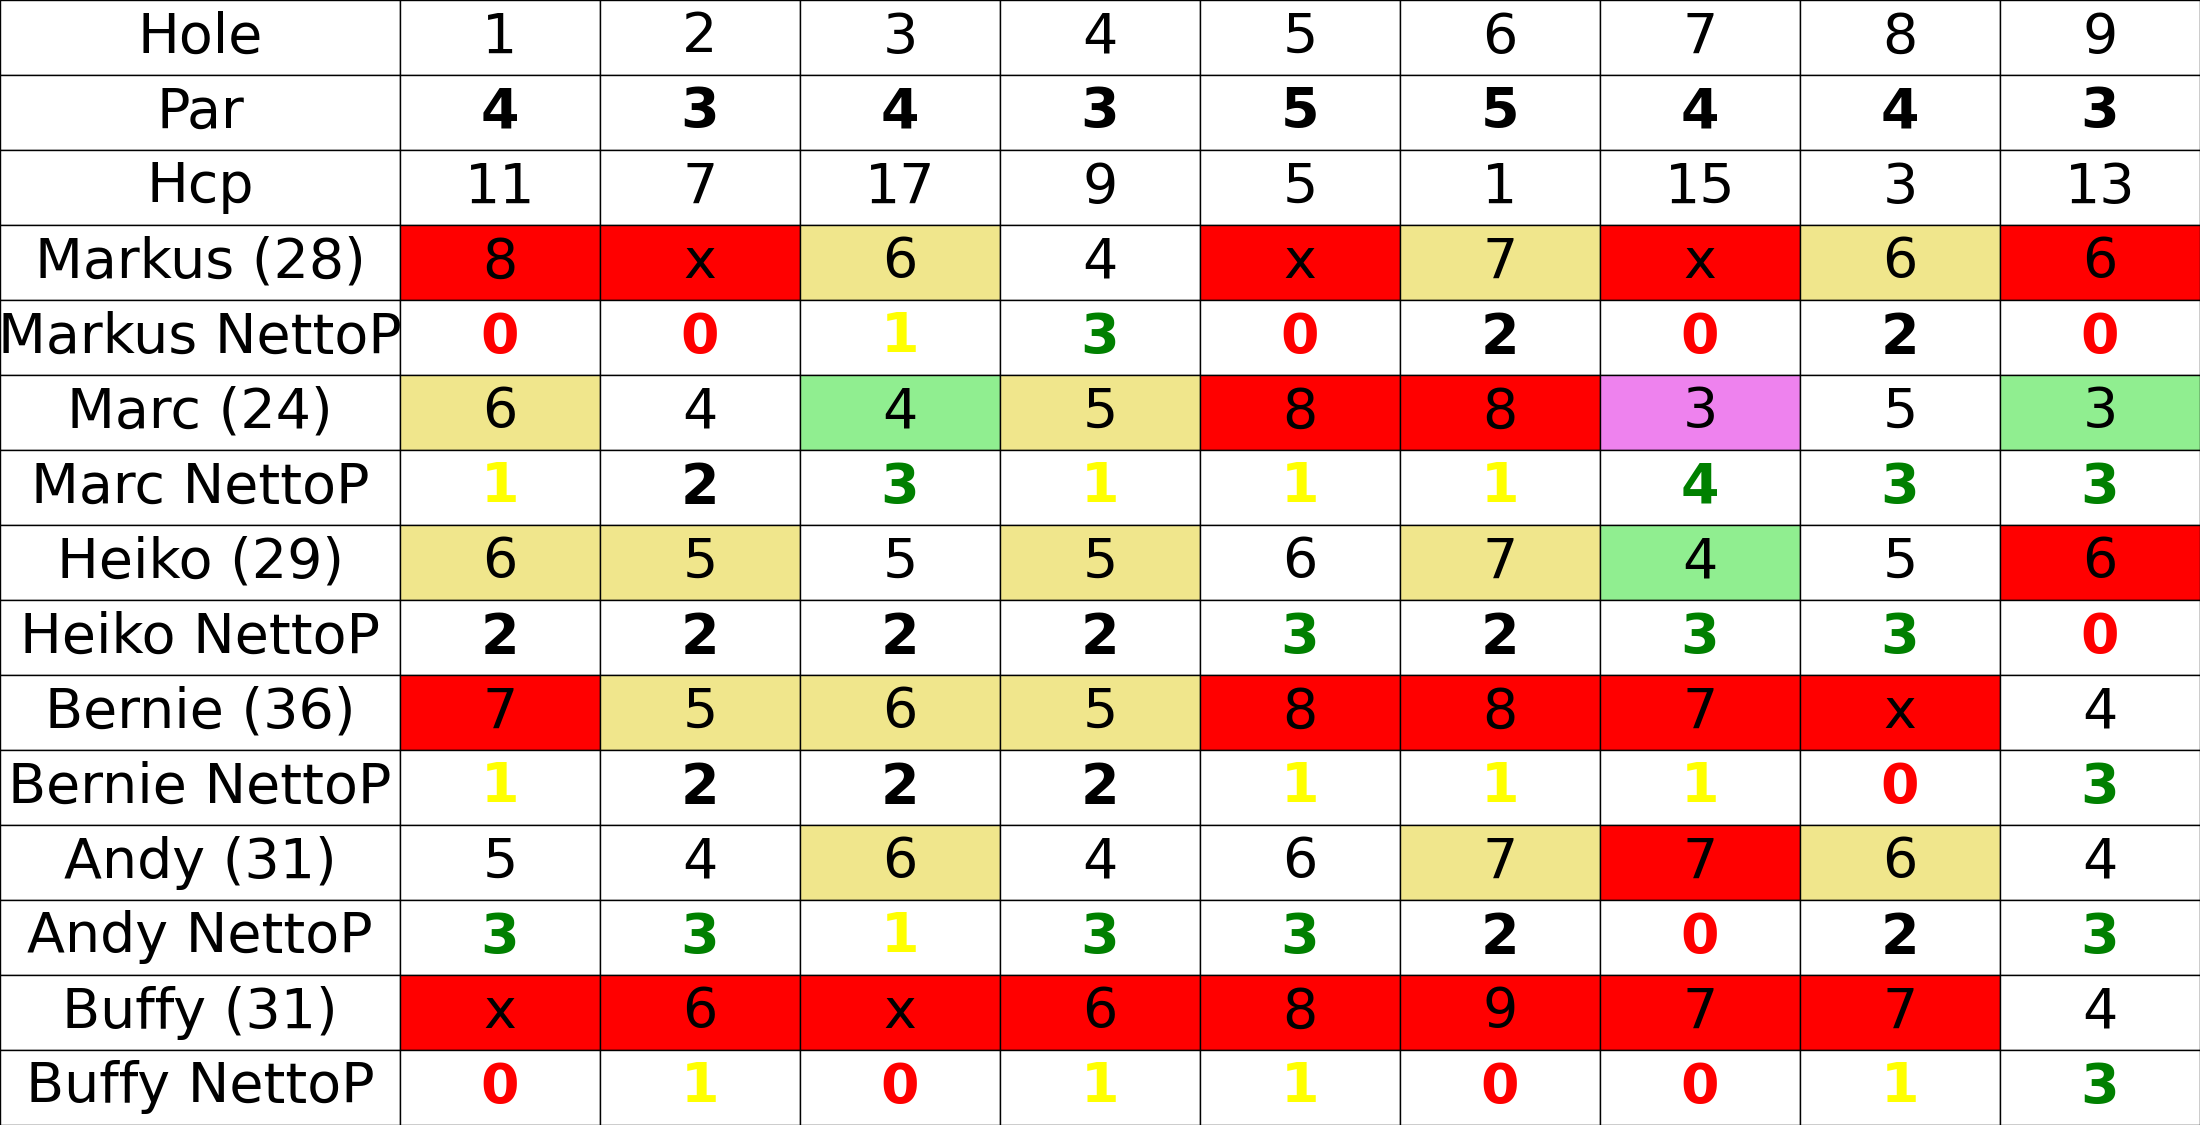 Hole 1 2 3 4 5 6 7 8 9
Par 4 3 4 3 5 5 4 4 3
Hcp 11 7 17 9 5 1 15 3 13
Markus (28) 8 x 6 4 x 7 x 6 6
Markus NettoP 0 0 1 3 0 2 0 2 0
Marc (24) 6 4 4 5 8 8 3 5 3
Marc NettoP 1 2 3 1 1 1 4 3 3
Heiko (29) 6 5 5 5 6 7 4 5 6
Heiko NettoP 2 2 2 2 3 2 3 3 0
Bernie (36) 7 5 6 5 8 8 7 x 4
Bernie NettoP 1 2 2 2 1 1 1 0 3
Andy (31) 5 4 6 4 6 7 7 6 4
Andy NettoP 3 3 1 3 3 2 0 2 3
Buffy (31) x 6 x 6 8 9 7 7 4
Buffy NettoP 0 1 0 1 1 0 0 1 3